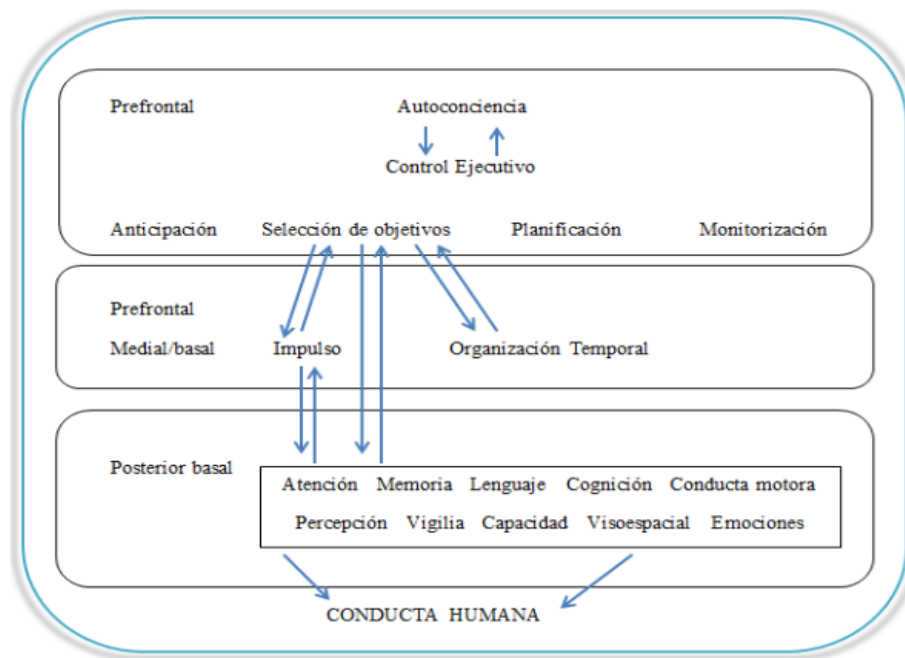 Prefrontal Autoconciencia
Control Ejecutivo
Anticipación Selección de objetivos Planificación Monitorización
Prefrontal
Medial/basal Impulso Organización Temporal
Posterior basal
Atención Memoria Lenguaje Cognición Conducta motora
Percepción Vigilia Capacidad Visoespacial Emociones
CONDUCTA HUMANA